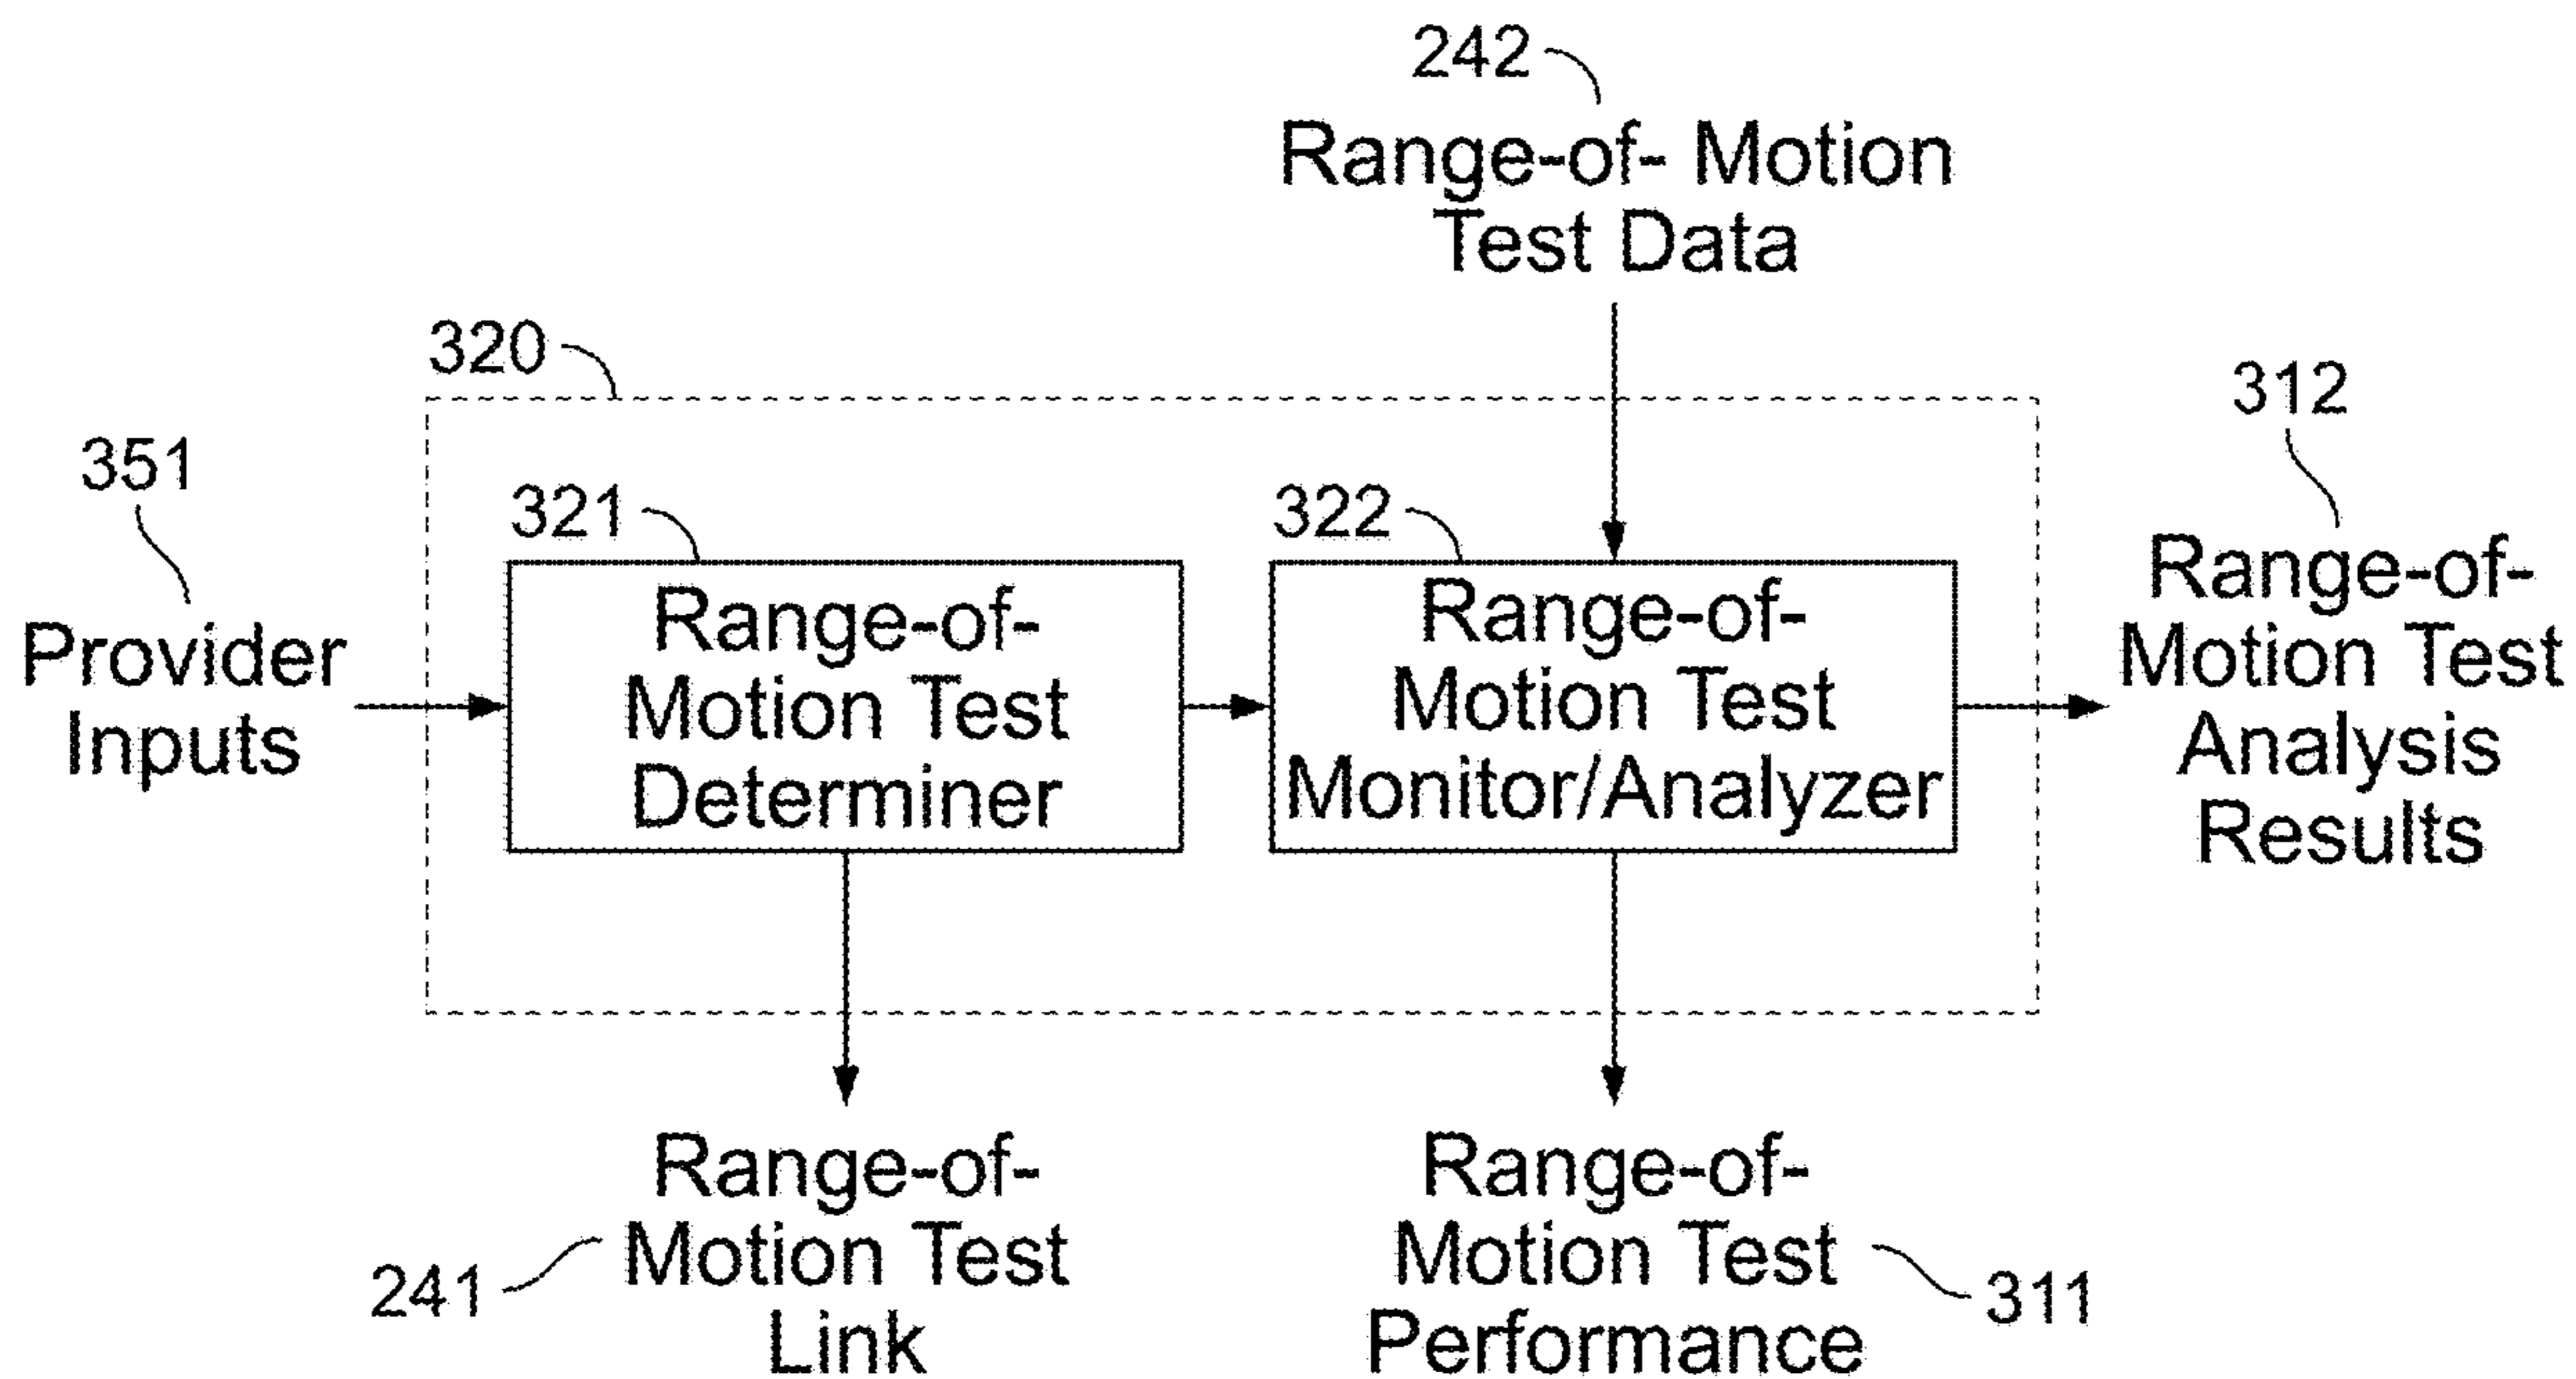 242
Range-of- Motion
Test Data
320
312
351
321
322
Provider
Inputs
Range-of-
Motion Test
Determiner
Range-of-
Motion Test
Monitor/Analyzer
Range-of-
Motion Test
Analysis
Results
Range-of-
Motion Test
Link
241
Range-of-
Motion Test
Performance
311